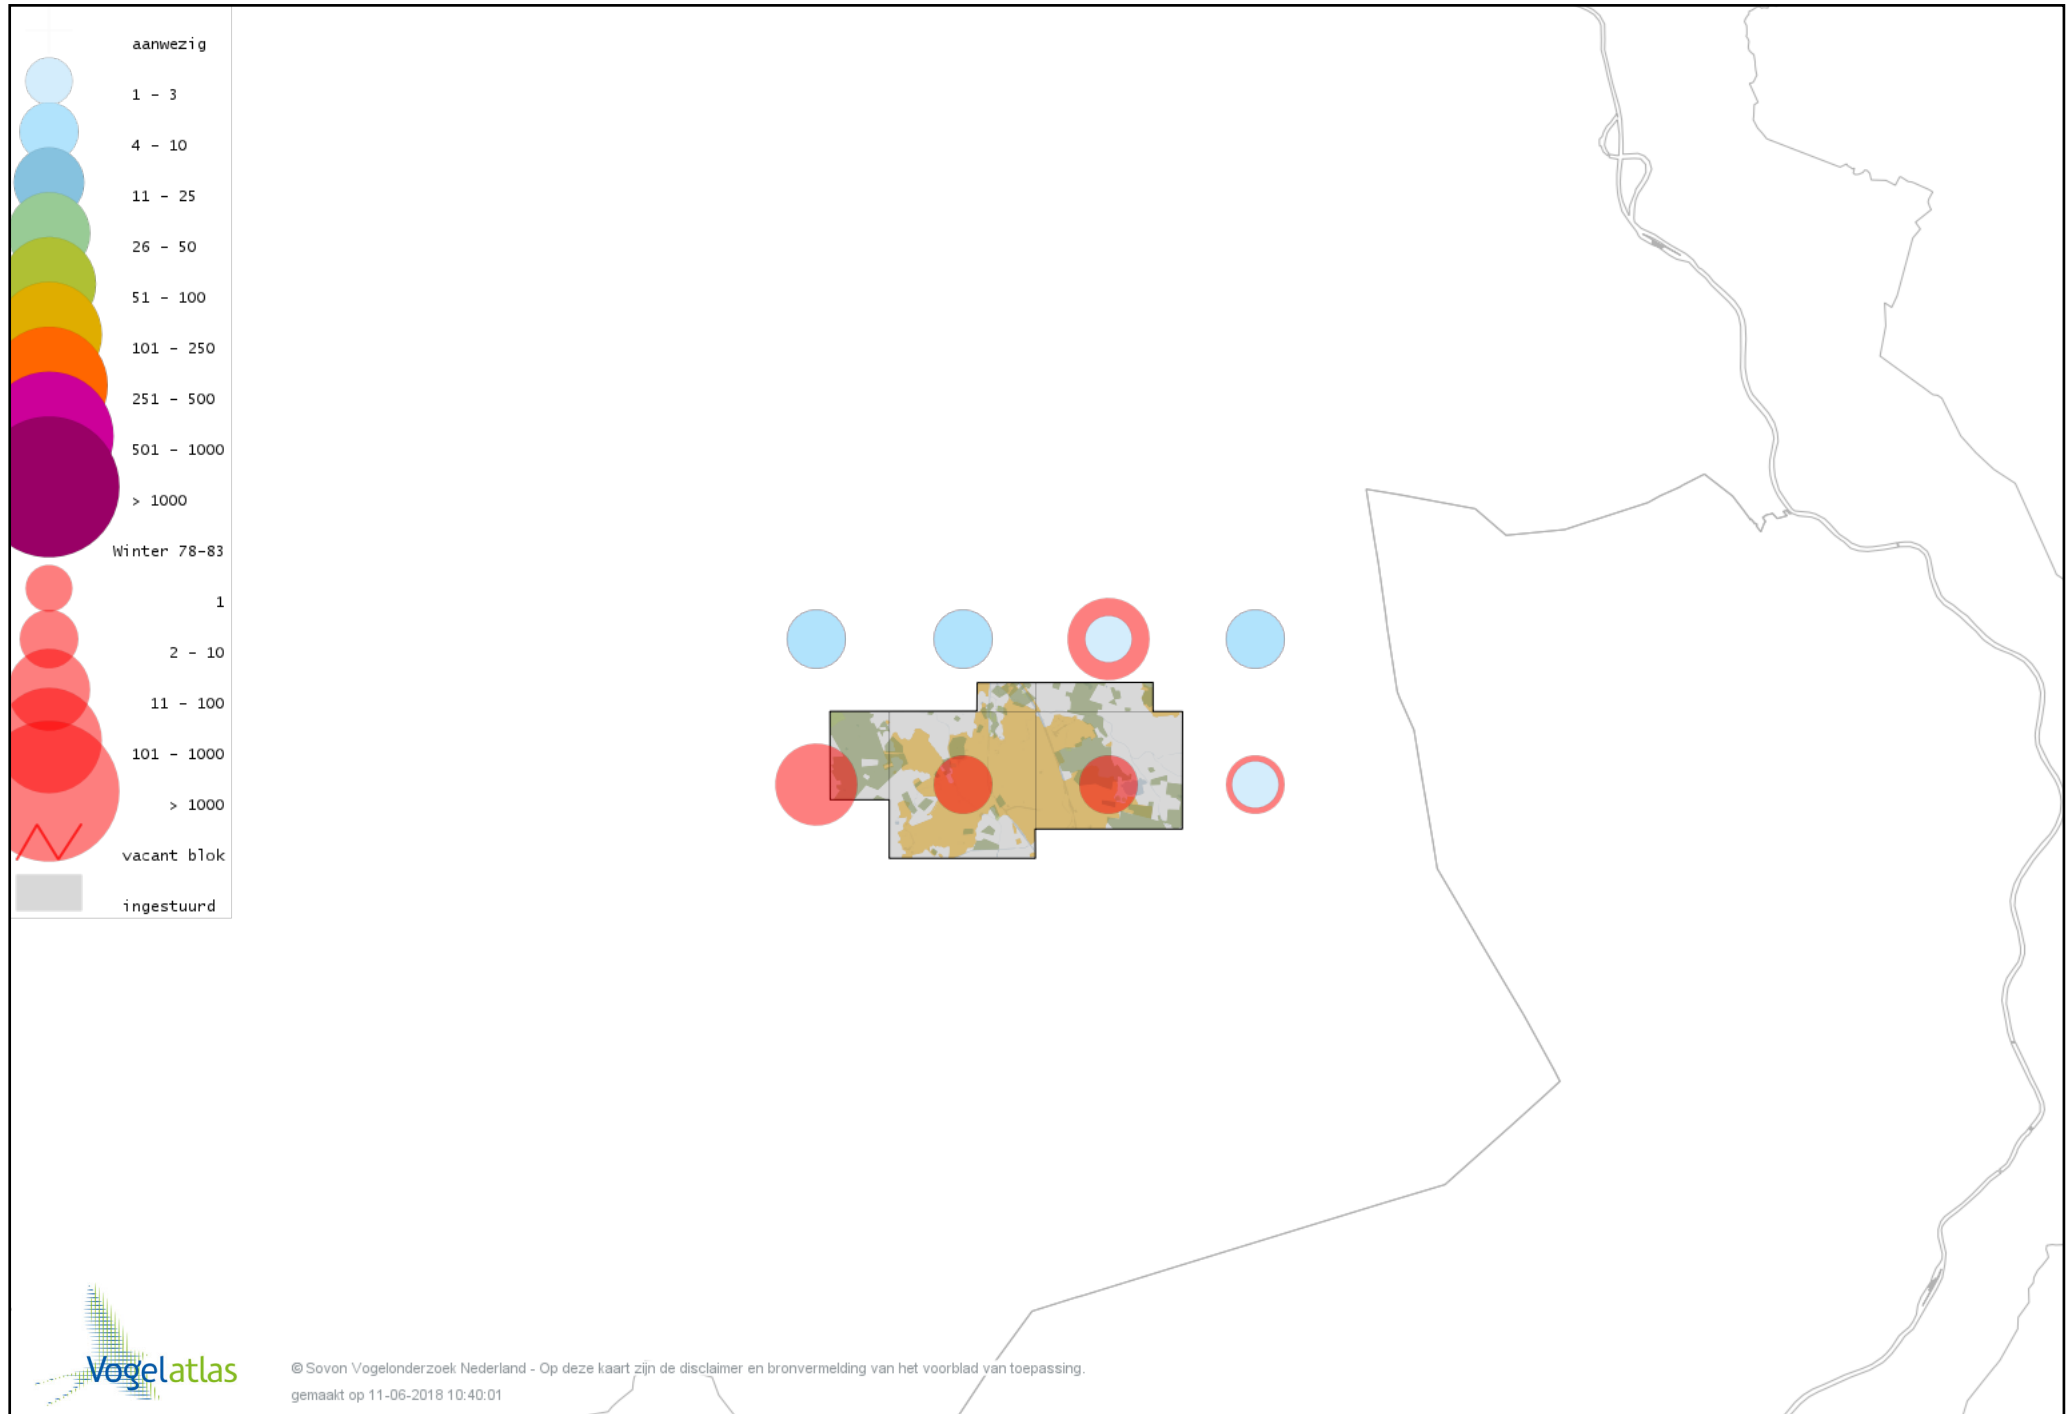 aanwezig
1 - 3
4 - 10
11 - 25
26 - 50
51 - 100
101 - 250
251 - 500
501 - 1000
> 1000
Winter 78-83
1
2 - 10
11 - 100
101 - 1000
> 1000
vacant blok
ingestuurd
Vogelatlas
© Sovon Vogelonderzoek Nederland - Op deze kaart zijn de disclaimer en bronvermelding van het voorblad van toepassing.
gemaakt op 11-06-2018 10:40:01